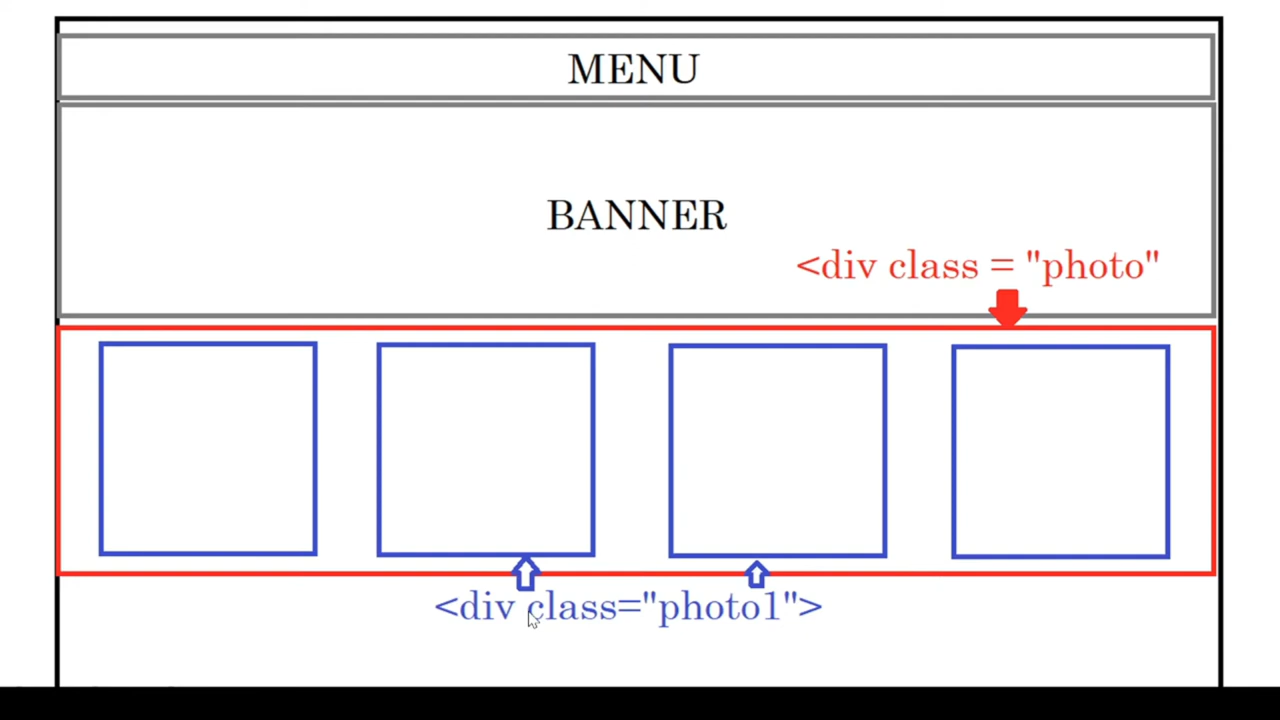 MENU
BANNER
<div class = "photo"
<div class="photo1">